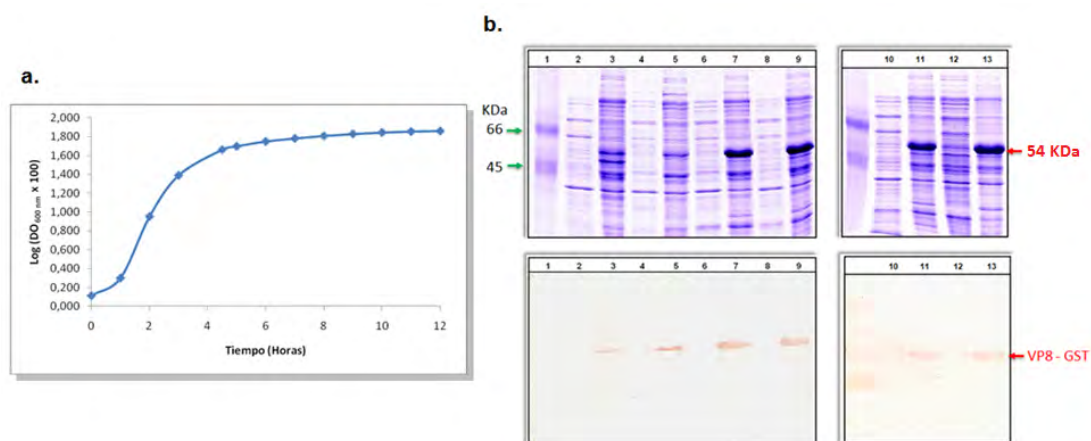 a.
2,000
1,800
1,600
1,400
1,200
1,000
0,800
0,600
0,400
0,200
0,000
Log (DO600 nm x 100)
0 2 4 6 8 10 12
Tiempo (Horas)
b.
1 2 3 4 5 6 7 8 9
10 11 12 13
KDa
66
45
54 KDa
1 2 3 4 5 6 7 8 9
10 11 12 13
VP8 - GST